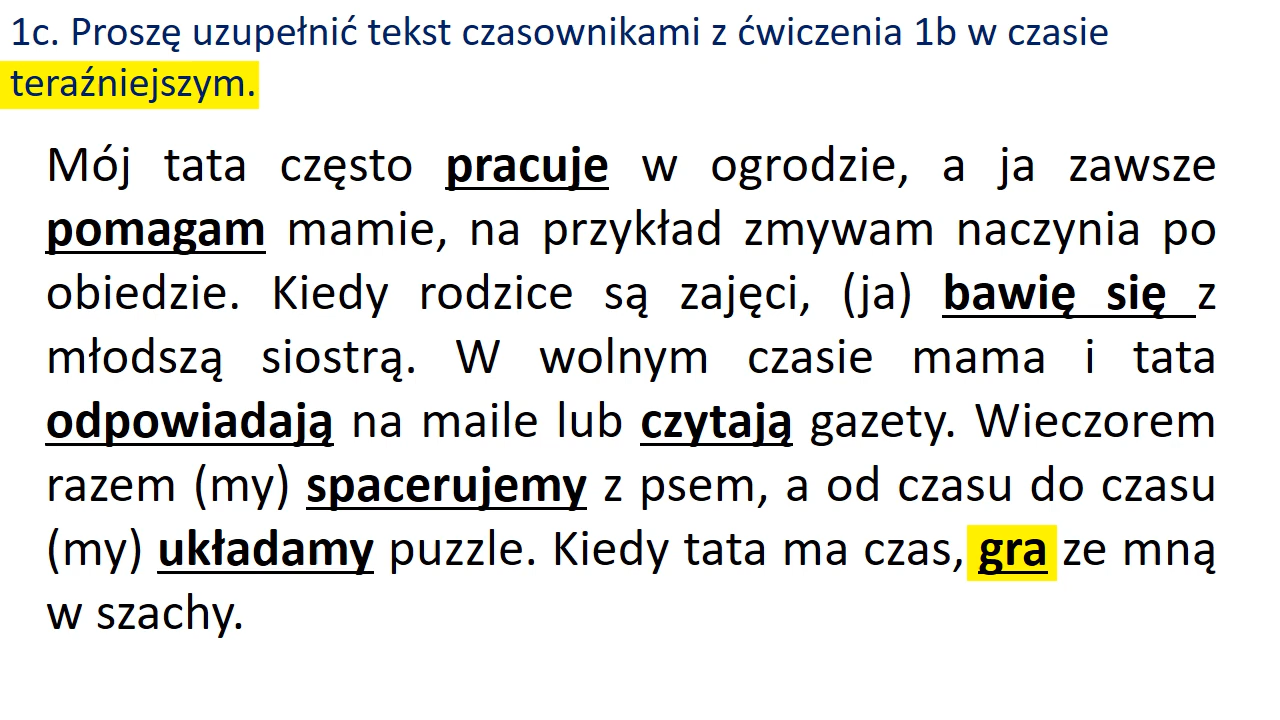 1c. Proszę uzupełnić tekst czasownikami z ćwiczenia 1b w czasie
teraźniejszym.
Mój tata często pracuje w ogrodzie, a ja zawsze
pomagam mamie, na przykład zmywam naczynia po
obiedzie. Kiedy rodzice są zajęci, (ja) bawię się z
młodszą siostrą. W wolnym czasie mama i tata
odpowiadają na maile lub czytają gazety. Wieczorem
razem (my) spacerujemy z psem, a od czasu do czasu
(my) układamy puzzle. Kiedy tata ma czas, gra ze mną
w szachy.